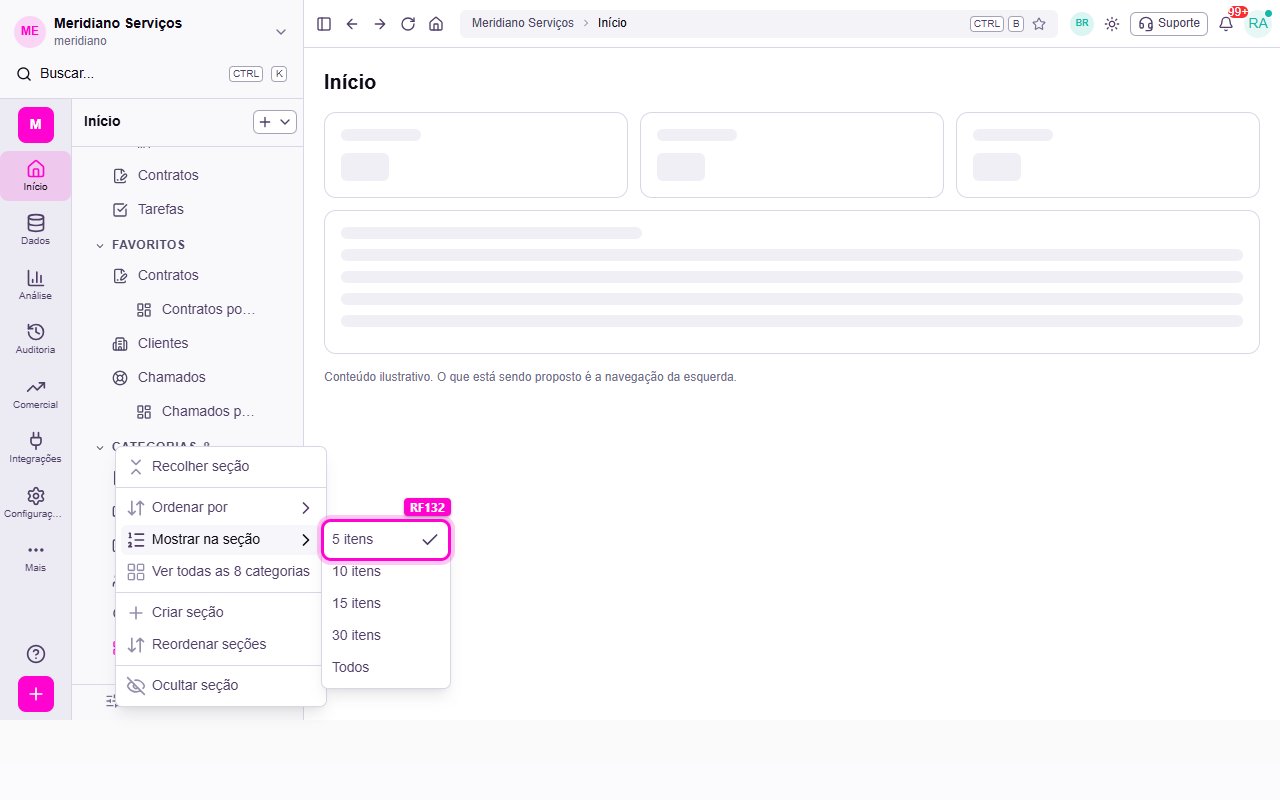 ME
Meridiano Serviços
meridiano
Buscar...
CTRL K
Meridiano Serviços > Início
CTRL B
BR
Suporte
99+
RA
M
Início
Dados
Análise
Auditoria
Comercial
Integrações
Configuraç...
Mais
Início
Contratos
Tarefas
FAVORITOS
Contratos
Contratos po...
Clientes
Chamados
Chamados p...
CATEGORIAS 8
Recolher seção
Ordenar por
Mostrar na seção
Ver todas as 8 categorias
Criar seção
Reordenar seções
Ocultar seção
RF132
5 itens
10 itens
15 itens
30 itens
Todos
Início
Conteúdo ilustrativo. O que está sendo proposto é a navegação da esquerda.